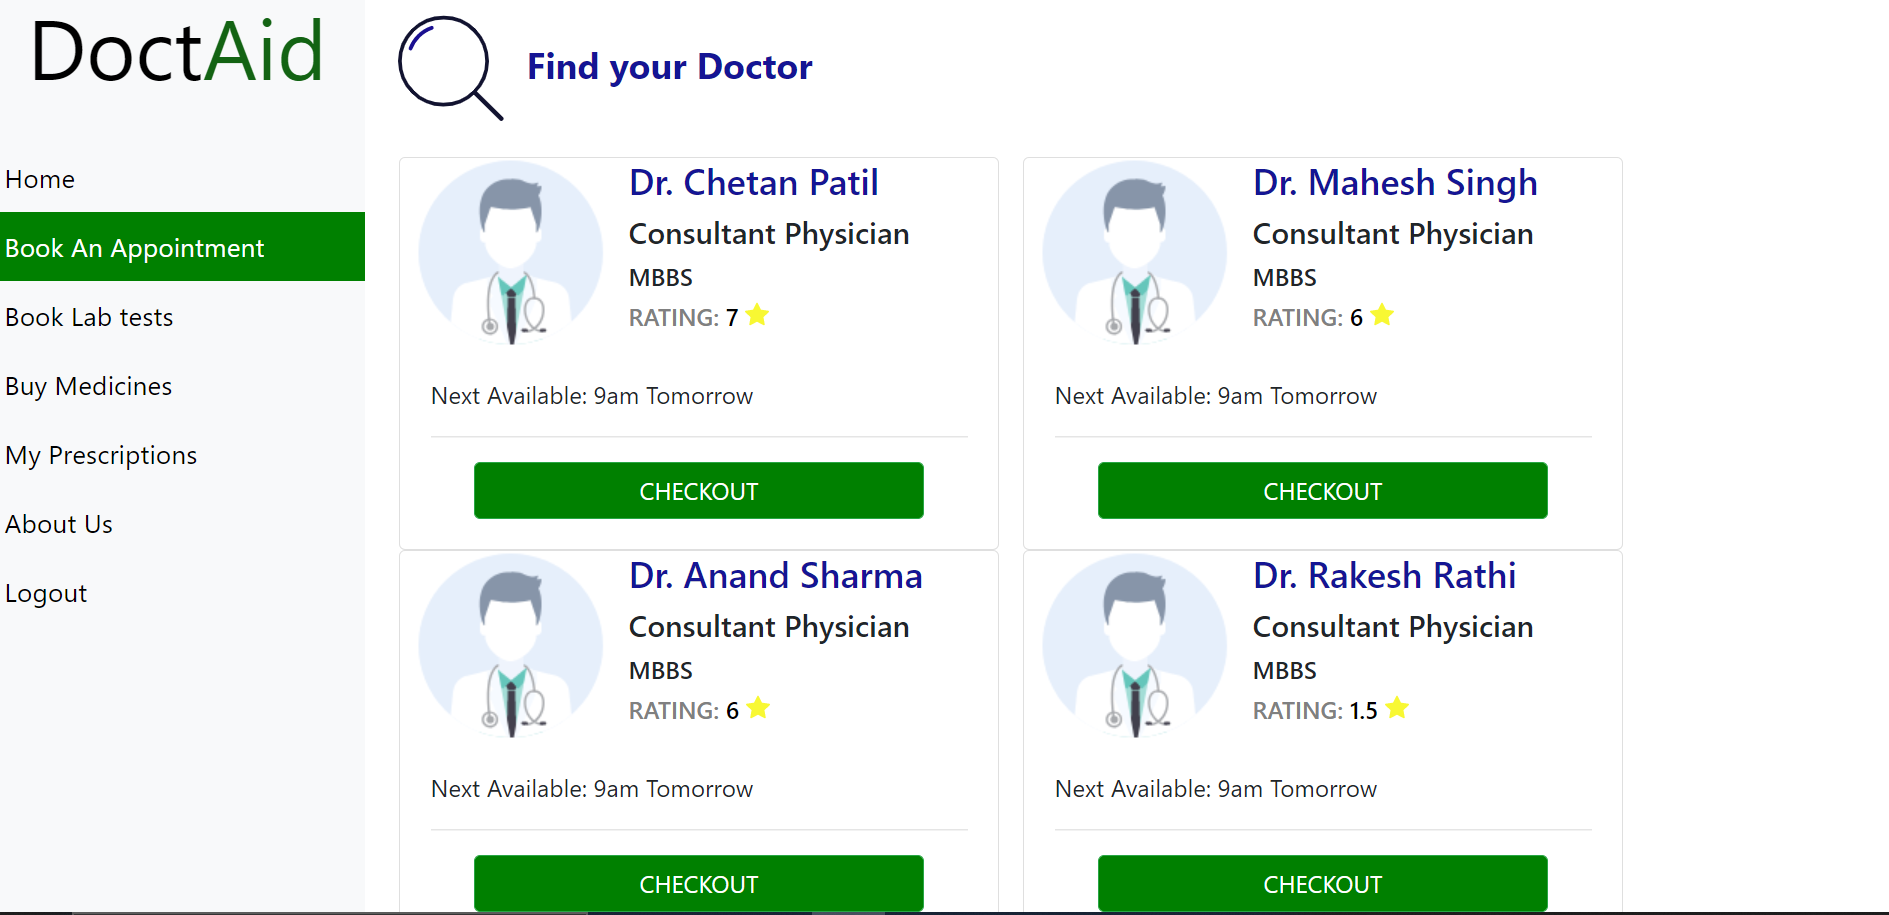 DoctAid
Home
Book An Appointment
Book Lab tests
Buy Medicines
My Prescriptions
About Us
Logout
Find your Doctor
Dr. Chetan Patil
Consultant Physician
MBBS
RATING: 7
Next Available: 9am Tomorrow
CHECKOUT
Dr. Mahesh Singh
Consultant Physician
MBBS
RATING: 6
Next Available: 9am Tomorrow
CHECKOUT
Dr. Anand Sharma
Consultant Physician
MBBS
RATING: 6
Next Available: 9am Tomorrow
CHECKOUT
Dr. Rakesh Rathi
Consultant Physician
MBBS
RATING: 1.5
Next Available: 9am Tomorrow
CHECKOUT